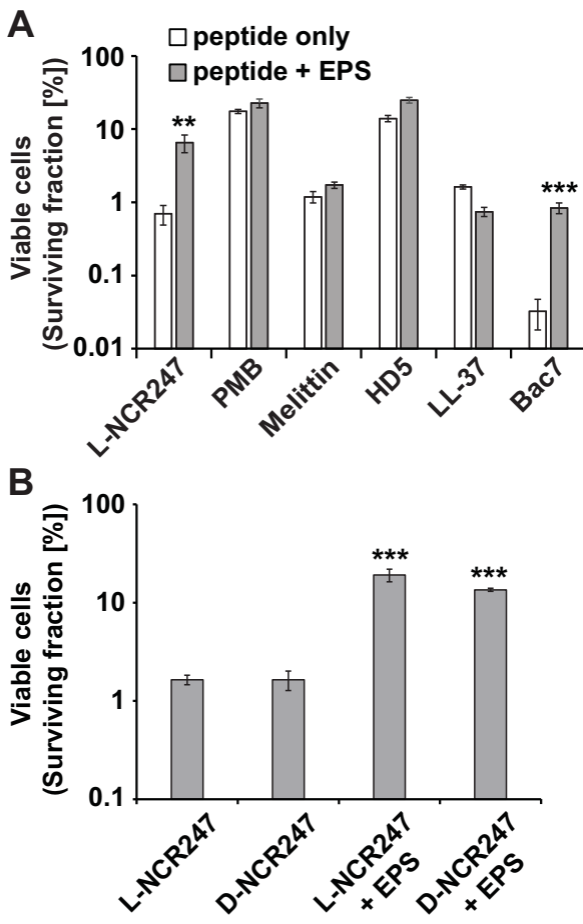 A
peptide only
peptide + EPS
Viable cells
(Surviving fraction [%])
100
10
1
0.1
0.01
**
***
L-NCR247
PMB
Melittin
HD5
LL-37
Bac7
B
Viable cells
(Surviving fraction [%])
100
10
1
0.1
***
***
L-NCR247
D-NCR247
L-NCR247
+ EPS
D-NCR247
+ EPS